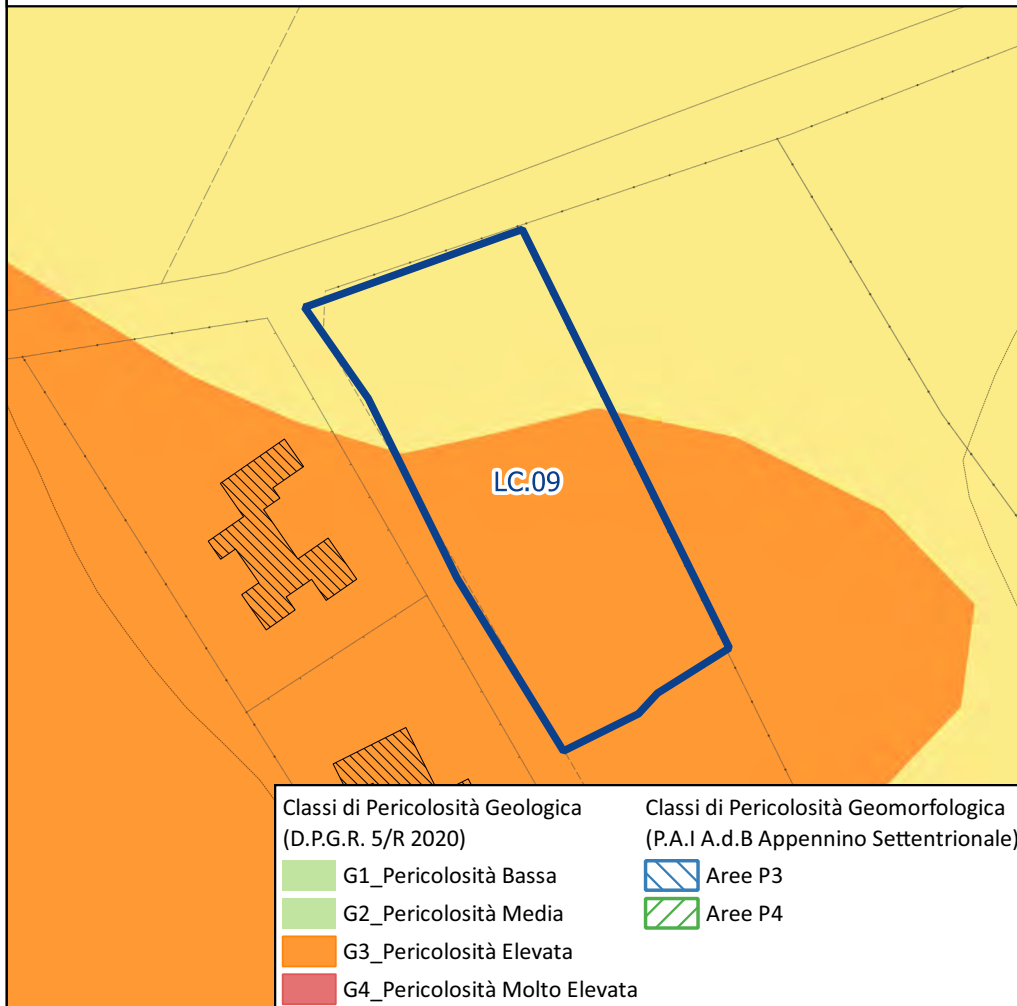 LC.09
Classi di Pericolosità Geologica
(D.P.G.R. 5/R 2020)
G1_Pericolosità Bassa
G2_Pericolosità Media
G3_Pericolosità Elevata
G4_Pericolosità Molto Elevata
Classi di Pericolosità Geomorfologica
(P.A.I A.d.B Appennino Settentrionale)
Aree P3
Aree P4